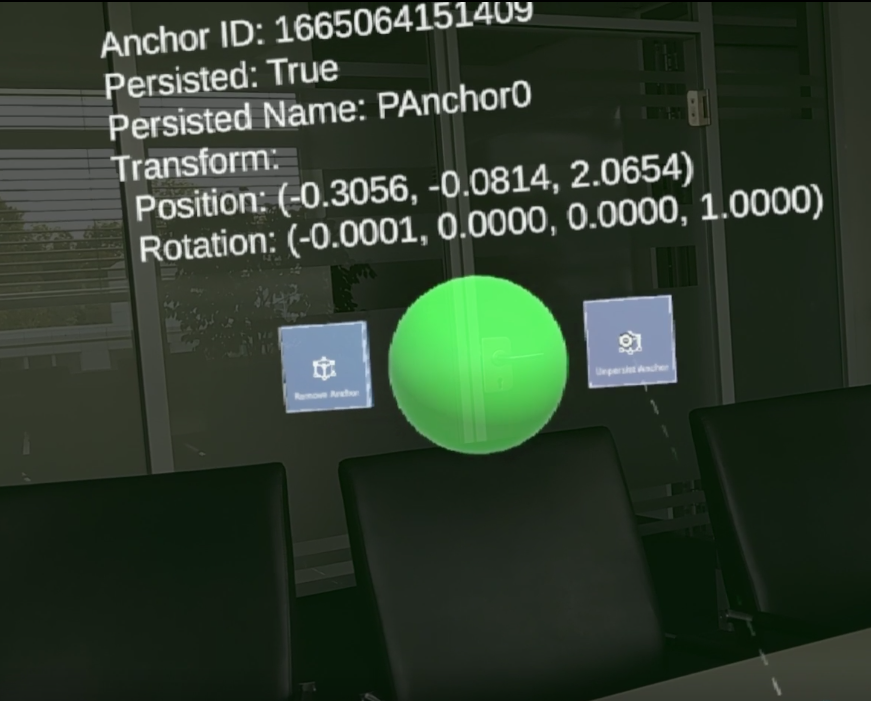 Anchor ID: 1665064151409
Persisted: True
Persisted Name: PAnchor0
Transform:
Position: (-0.3056, -0.0814, 2.0654)
Rotation: (-0.0001, 0.0000, 0.0000, 1.0000)
Remove Anchor
Unpersist Anchor